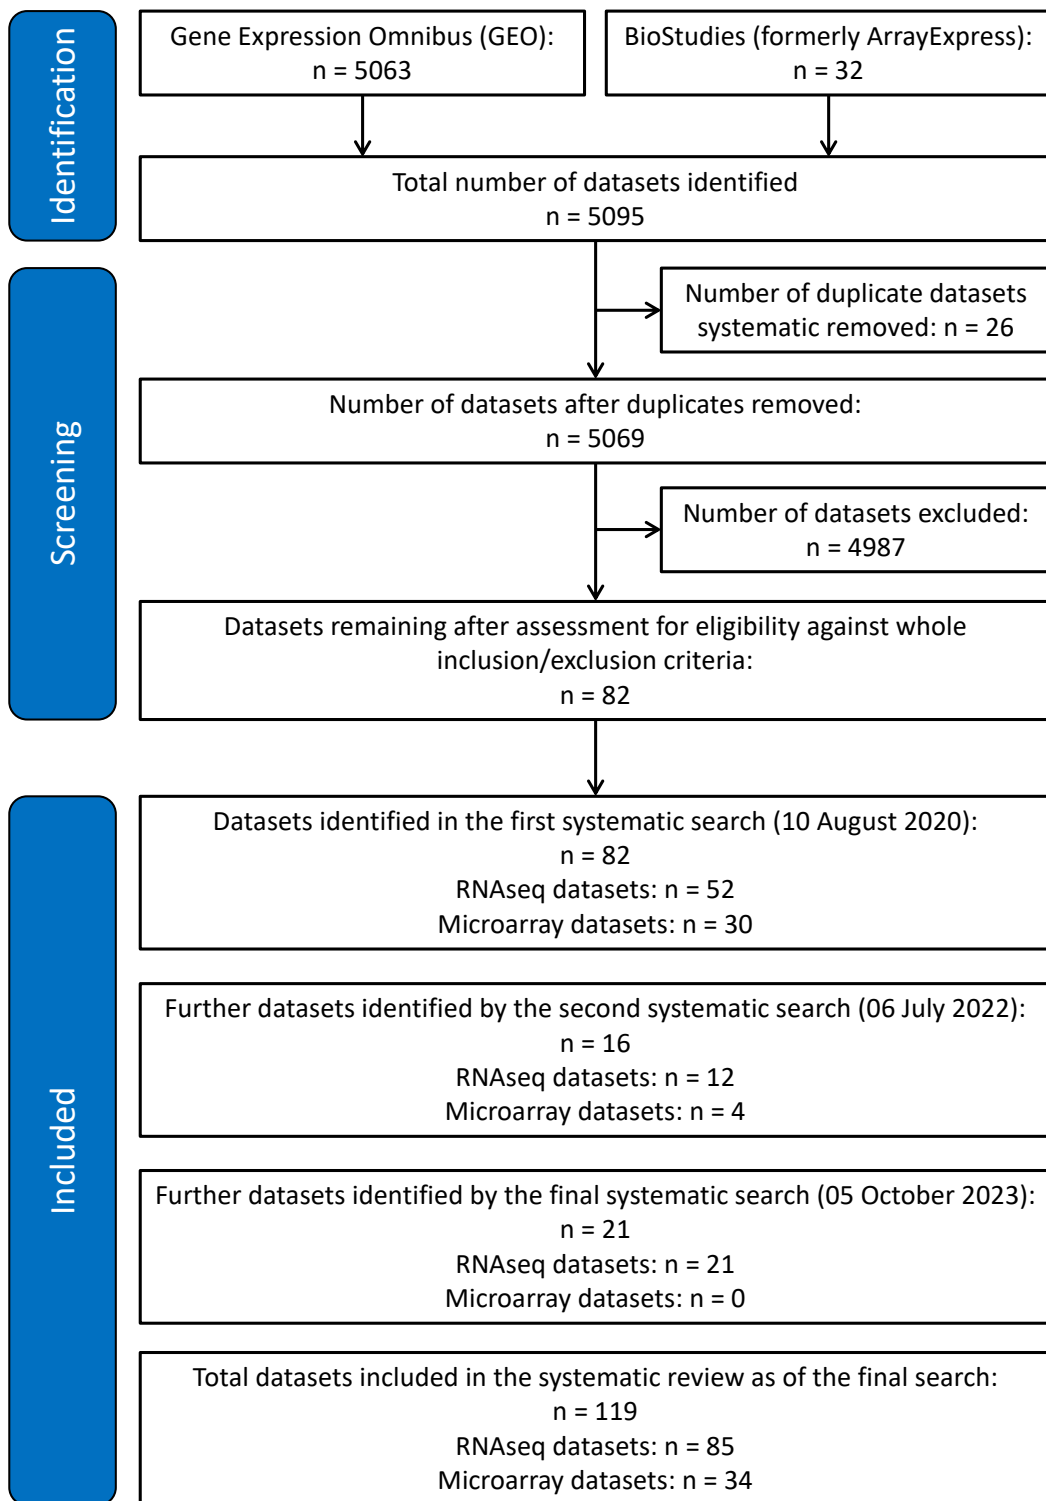 Identification
Gene Expression Omnibus (GEO):
n = 5063
BioStudies (formerly ArrayExpress):
n = 32
Total number of datasets identified
n = 5095
Screening
Number of duplicate datasets
systematic removed: n = 26
Number of datasets after duplicates removed:
n = 5069
Number of datasets excluded:
n = 4987
Datasets remaining after assessment for eligibility against whole
inclusion/exclusion criteria:
n = 82
Included
Datasets identified in the first systematic search (10 August 2020):
n = 82
RNAseq datasets: n = 52
Microarray datasets: n = 30
Further datasets identified by the second systematic search (06 July 2022):
n = 16
RNAseq datasets: n = 12
Microarray datasets: n = 4
Further datasets identified by the final systematic search (05 October 2023):
n = 21
RNAseq datasets: n = 21
Microarray datasets: n = 0
Total datasets included in the systematic review as of the final search:
n = 119
RNAseq datasets: n = 85
Microarray datasets: n = 34